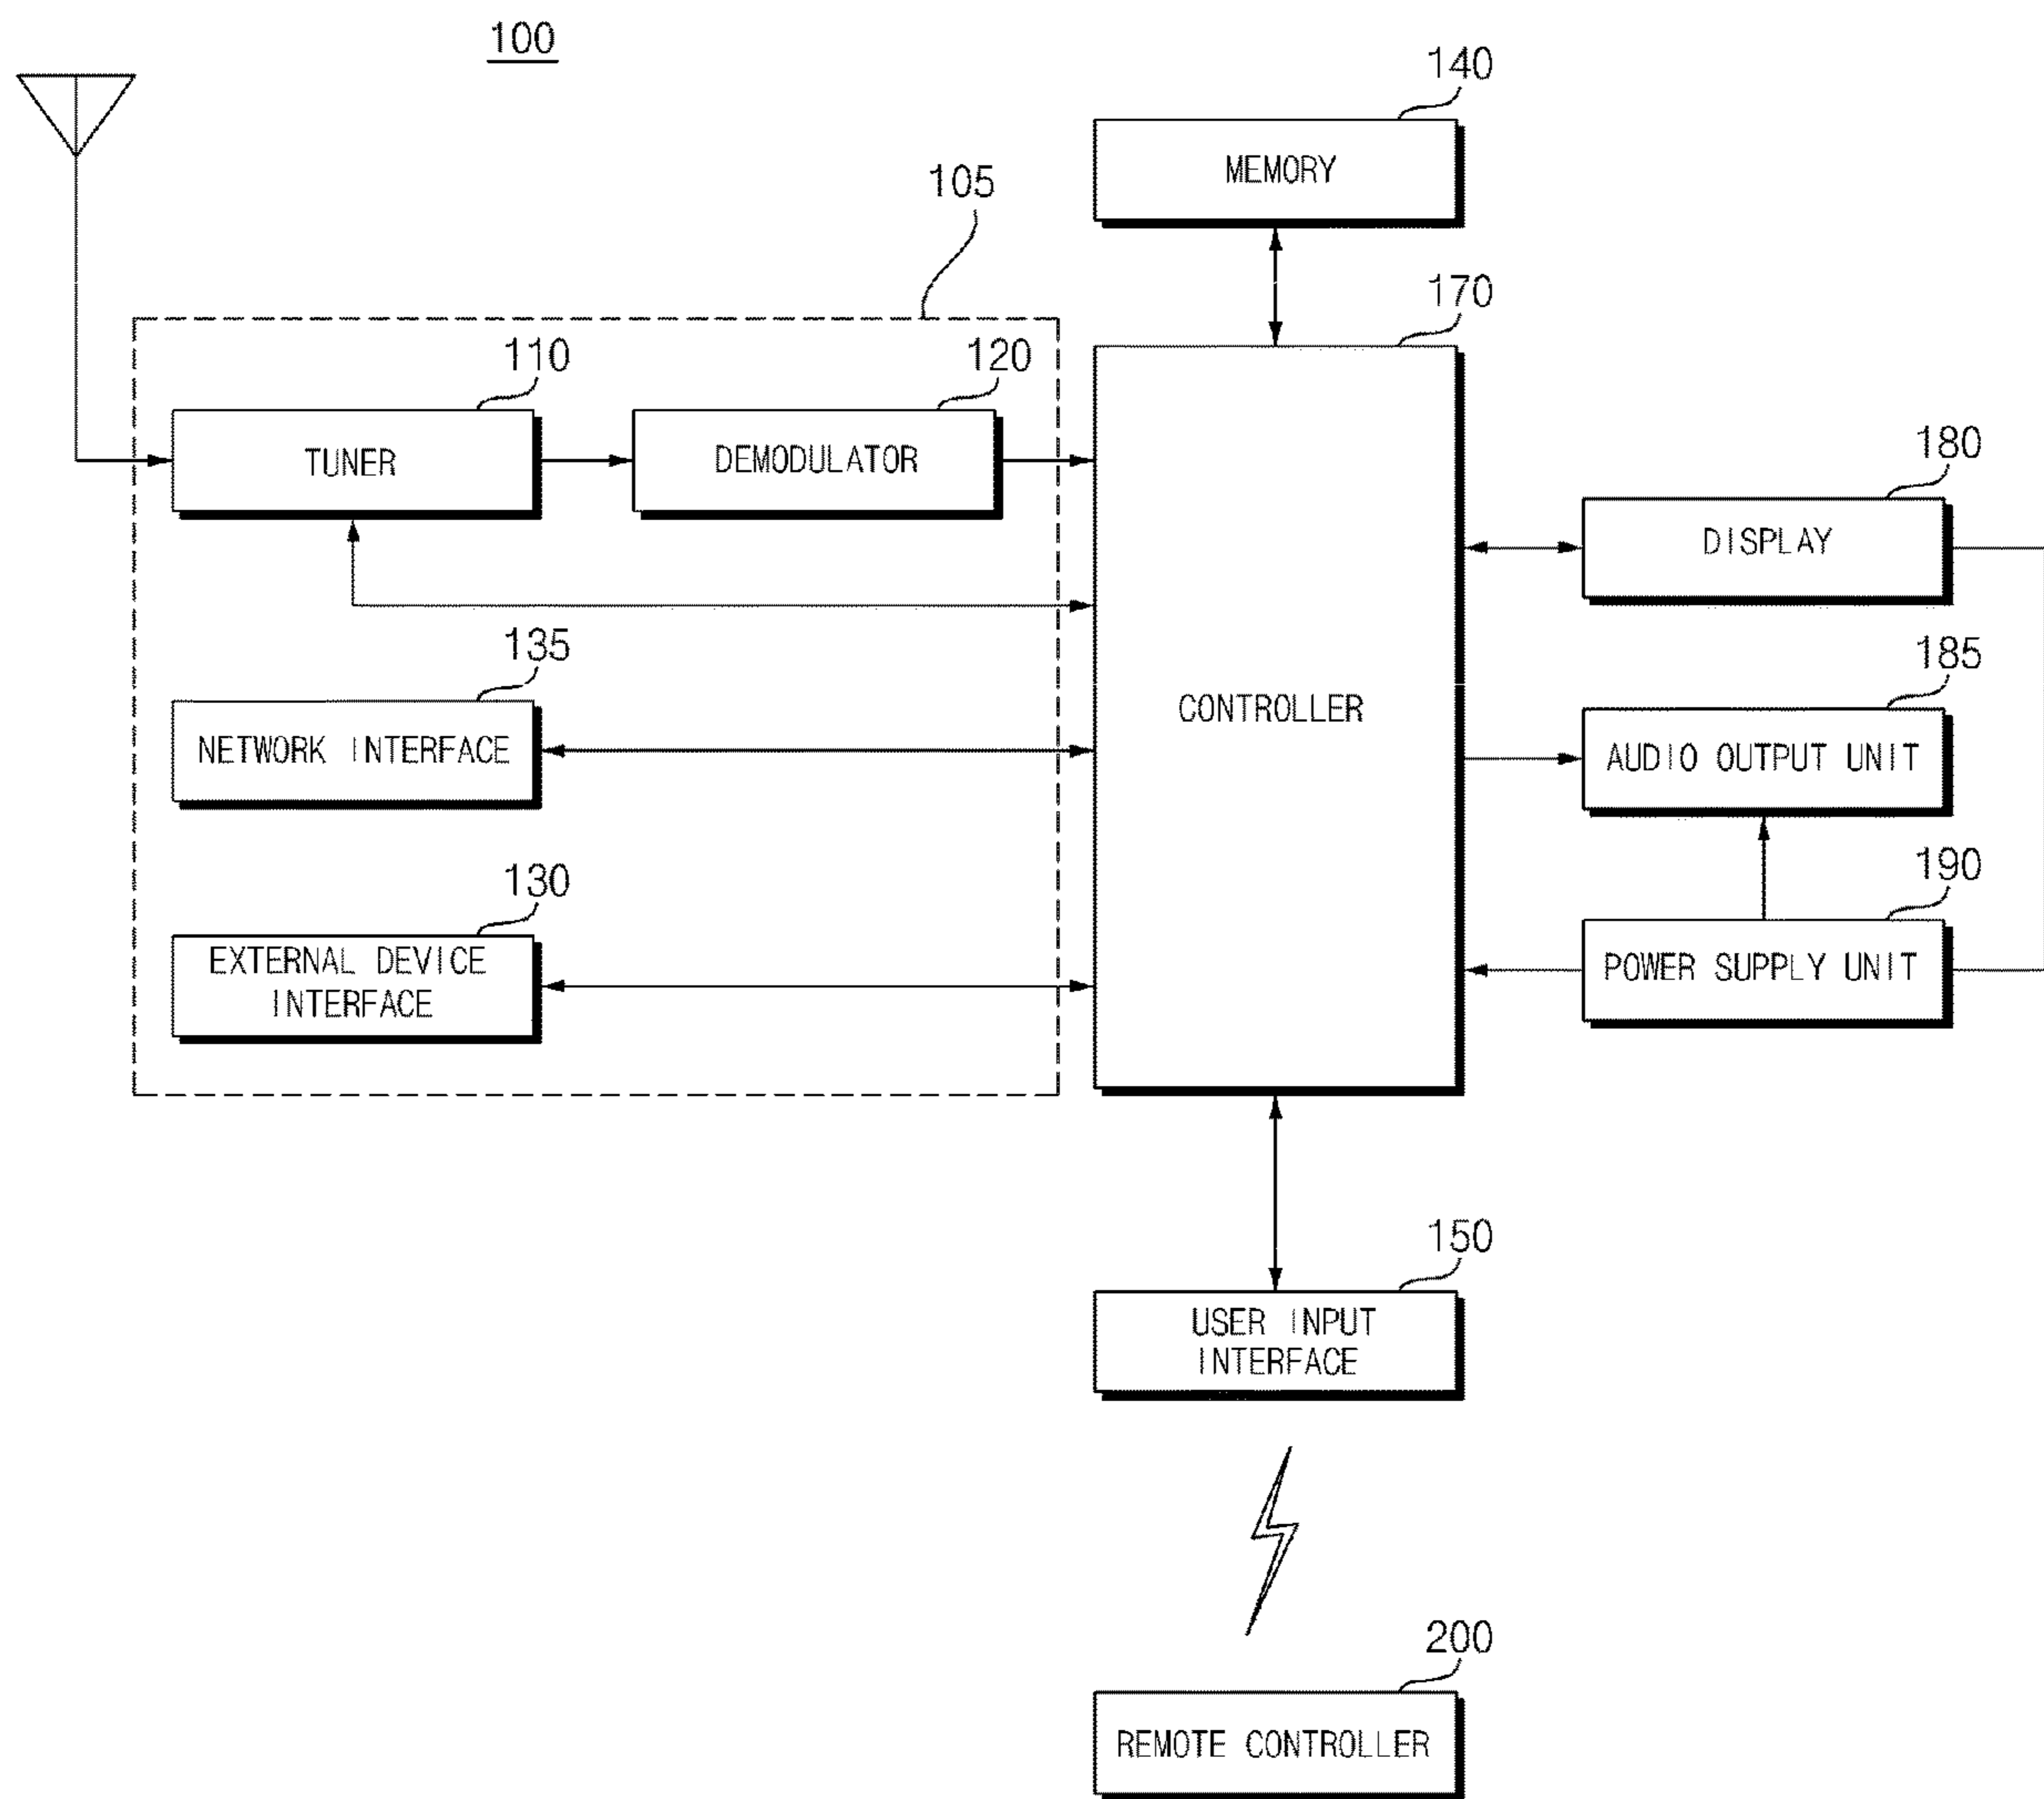 100
140
MEMORY
105
170
110
120
TUNER
DEMODULATOR
180
DISPLAY
135
185
NETWORK INTERFACE
CONTROLLER
AUDIO OUTPUT UNIT
130
190
EXTERNAL DEVICE
INTERFACE
POWER SUPPLY UNIT
150
USER INPUT
INTERFACE
200
REMOTE CONTROLLER